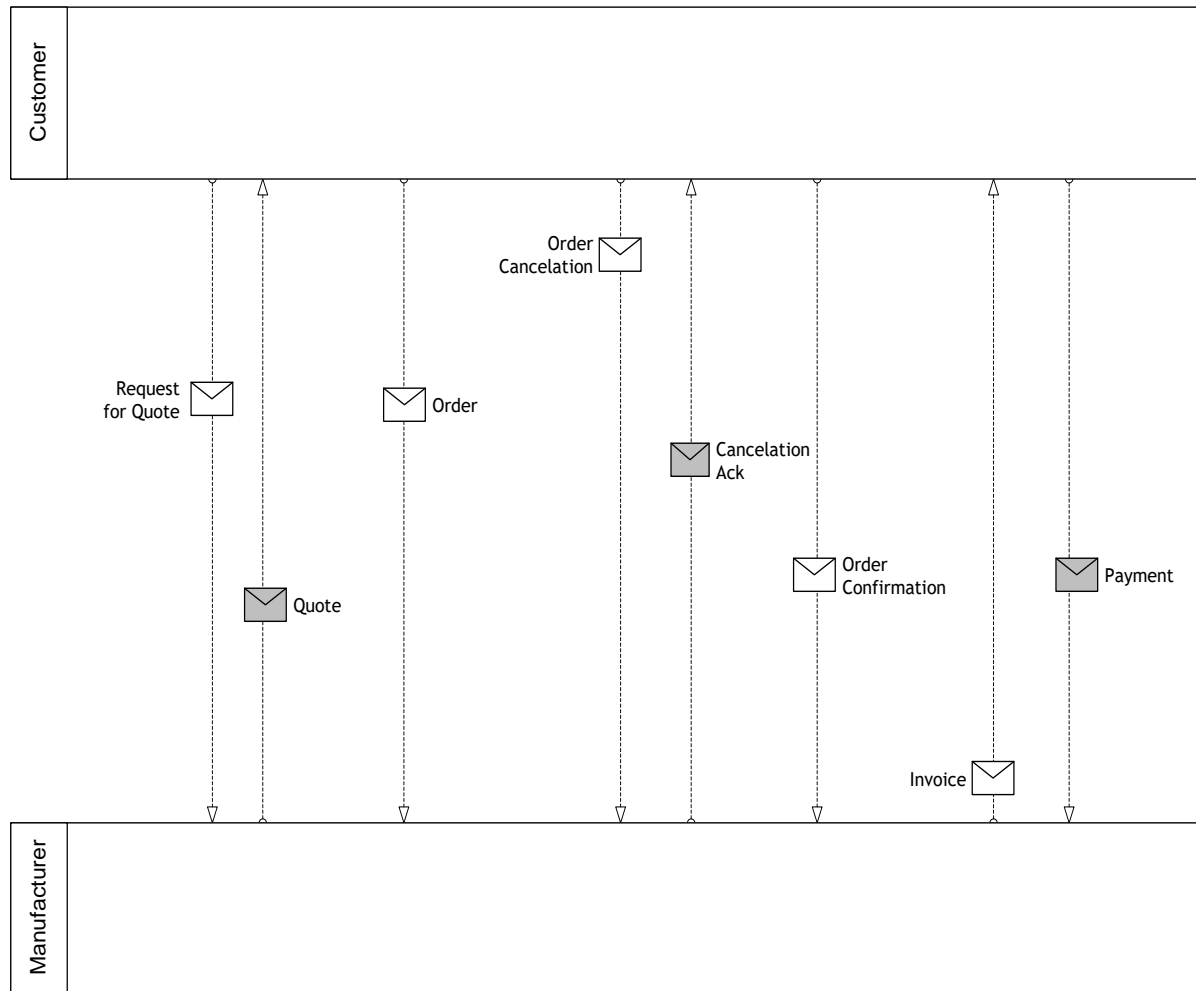 Customer
Order
Cancelation
Request
for Quote
Order
Cancelation
Ack
Order
Confirmation
Payment
Quote
Invoice
Manufacturer